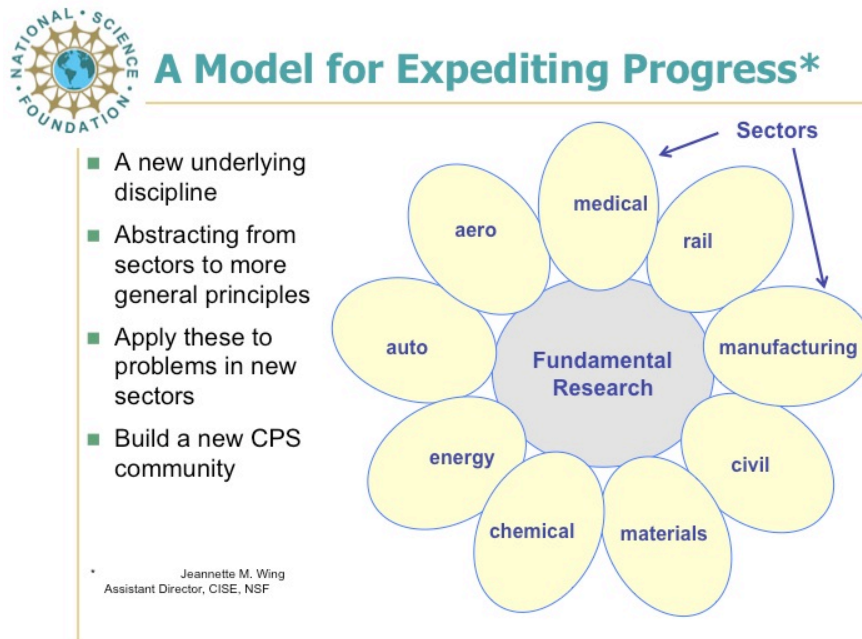 NATIONAL · SCIENCE · FOUNDATION ·
A Model for Expediting Progress*
A new underlying
discipline
Abstracting from
sectors to more
general principles
Apply these to
problems in new
sectors
Build a new CPS
community
* Jeannette M. Wing
Assistant Director, CISE, NSF
Sectors
medical
rail
aero
manufacturing
auto
Fundamental
Research
energy
civil
chemical
materials